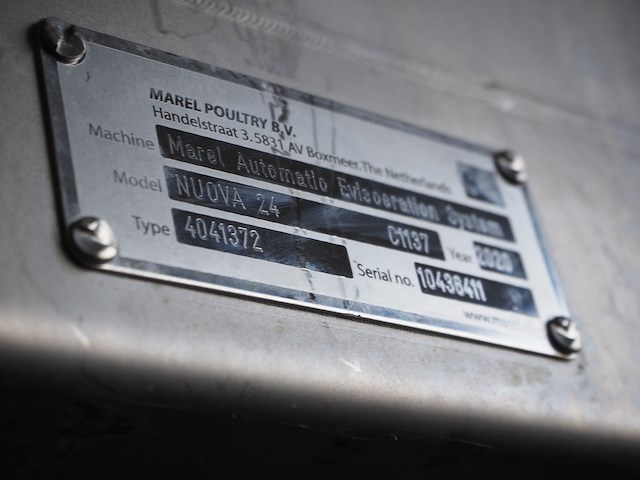 MAREL POULTRY B.V.
Handelstraat 3.5831 AV Boxmeer.The Netherlands
Machine Marel Automatic Evisceration System
Model NUOVA 24 C1137 Year 2020
Type 4041372 Serial no. 10436411